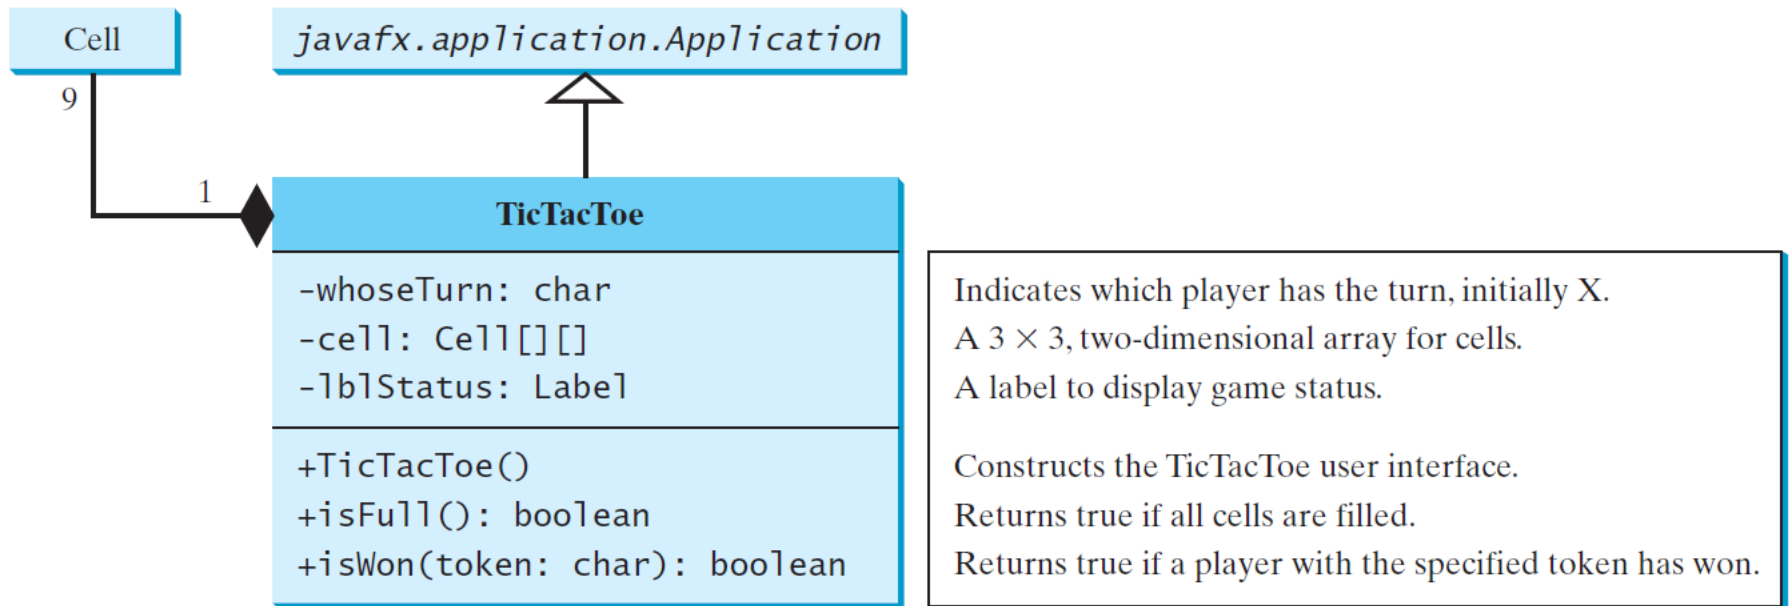 Cell
javafx.application.Application
9
1
TicTacToe
-whoseTurn: char
-cell: Cell[][]
-lblStatus: Label
+TicTacToe()
+isFull(): boolean
+isWon(token: char): boolean
Indicates which player has the turn, initially X.
A 3 × 3, two-dimensional array for cells.
A label to display game status.
Constructs the TicTacToe user interface.
Returns true if all cells are filled.
Returns true if a player with the specified token has won.